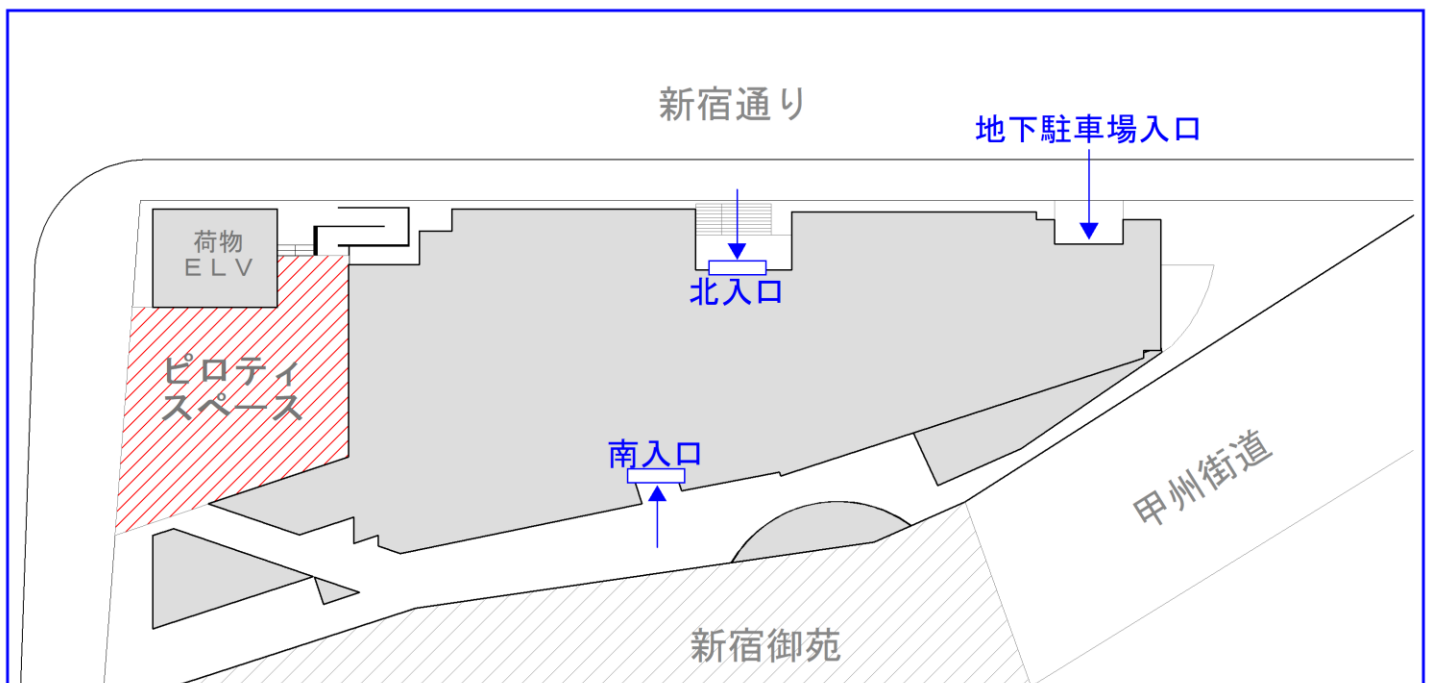 新宿通り
地下駐車場入口
荷物
ＥＬＶ
北入口
ピロティ
スペース
南入口
甲州街道
新宿御苑